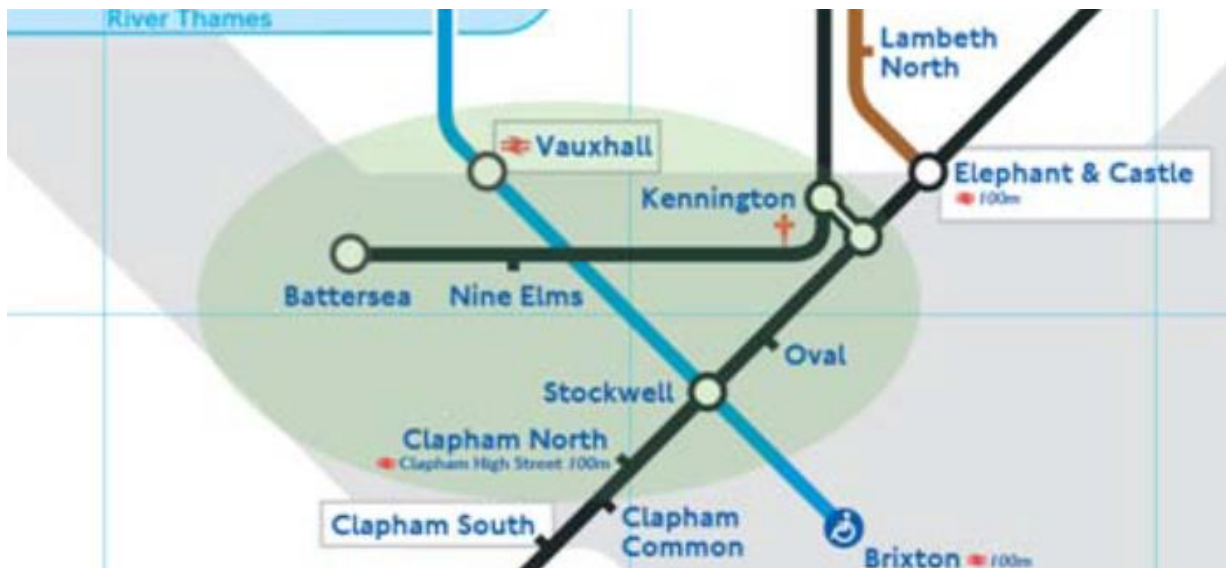 River Thames
Lambeth
North
Vauxhall
Elephant & Castle
100m
Kennington
Battersea
Nine Elms
Oval
Stockwell
Clapham North
Clapham High Street 100m
Clapham South
Clapham
Common
Brixton 100m